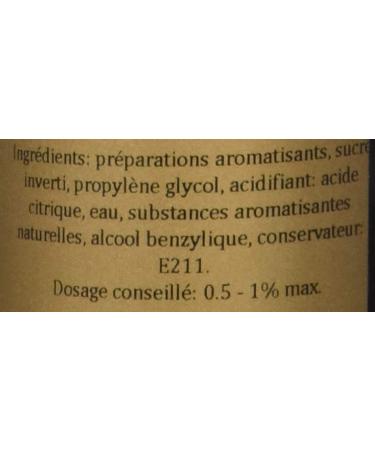 Ingrédients: préparations aromatisants, sucre
inverti, propylène glycol, acidifiant: acide
citrique, eau, substances aromatisantes
naturelles, alcool benzylique, conservateur:
E211.
Dosage conseillé: 0.5 - 1% max.